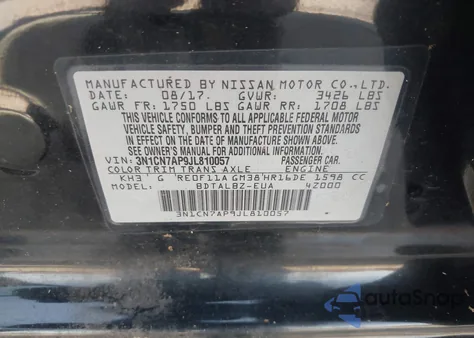 MANUFACTURED BY NISSAN MOTOR CO., LTD.
DATE: 08/17 GVWR: 3426 LBS
GAWR FR: 1750 LBS GAWR RR: 1708 LBS
THIS VEHICLE CONFORMS TO ALL APPLICABLE FEDERAL MOTOR
VEHICLE SAFETY, BUMPER AND THEFT PREVENTION STANDARDS
IN EFFECT ON THE DATE OF MANUFACTURE SHOWN ABOVE.
SEE OWNER'S MANUAL FOR ADDITIONAL INFORMATION.
VIN: 3N1CN7AP9JL810057 PASSENGER CAR.
COLOR TRIM TRANS AXLE ENGINE
KH3 G RE0F11A GM38 HR16DE 1598 CC
MODEL: BDTALBZ-EUA 4Z000
3N1CN7AP9JL810057
autoSnap